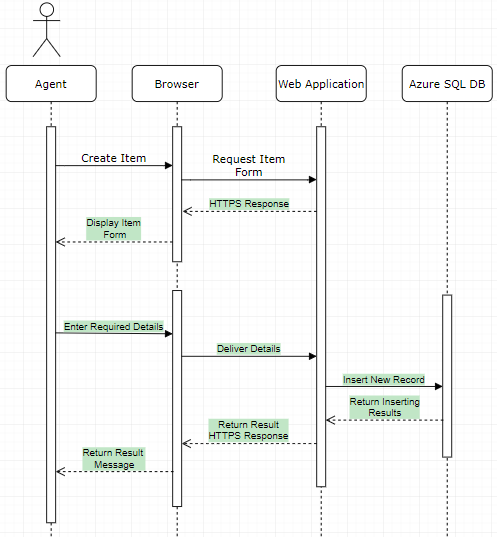 Agent
Browser
Web Application
Azure SQL DB
Create Item
Request Item
Form
HTTPS Response
Display Item
Form
Enter Required Details
Deliver Details
Insert New Record
Return Inserting
Results
Return Result
HTTPS Response
Return Result
Message